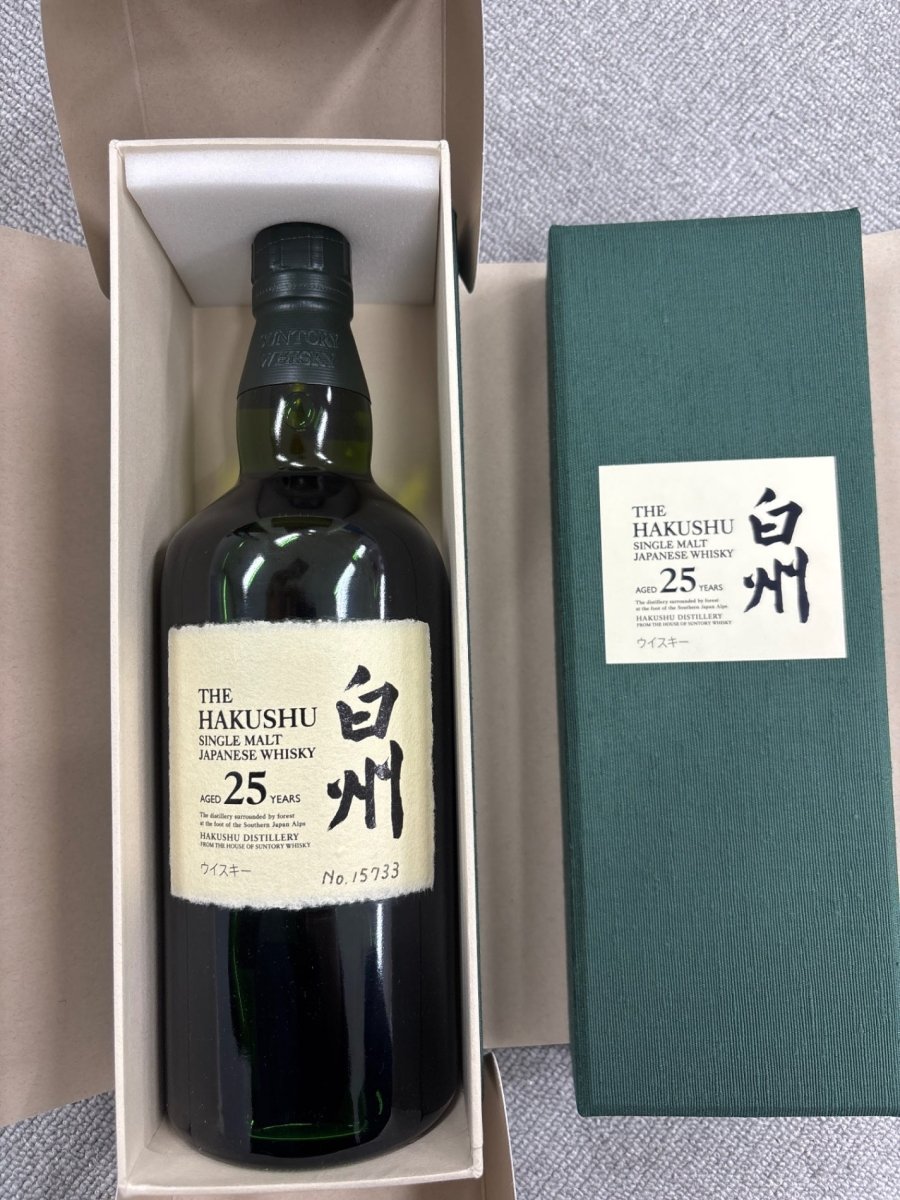 SUNTORY
WHISKY
THE
HAKUSHU
SINGLE MALT
JAPANESE WHISKY
AGED 25 YEARS
The distillery surrounded by forest
at the foot of the Southern Japan Alps
HAKUSHU DISTILLERY
FROM THE HOUSE OF SUNTORY WHISKY
ウイスキー
No.15733
白州
THE
HAKUSHU
SINGLE MALT
JAPANESE WHISKY
AGED 25 YEARS
The distillery surrounded by forest
at the foot of the Southern Japan Alps
HAKUSHU DISTILLERY
FROM THE HOUSE OF SUNTORY WHISKY
ウイスキー
白州